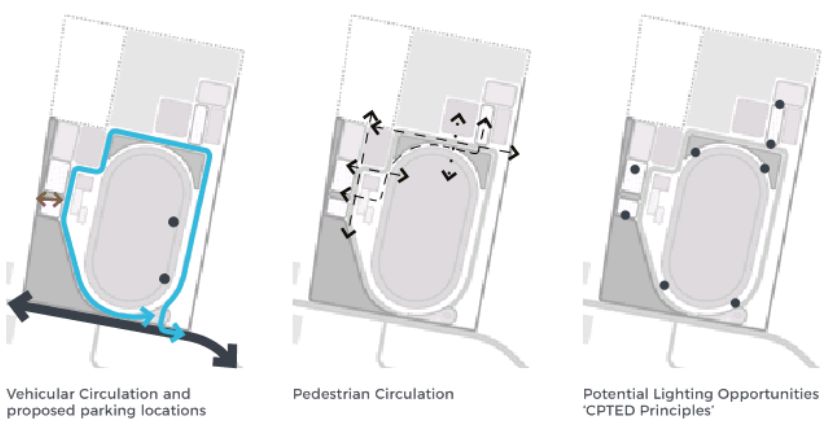 Vehicular Circulation and
proposed parking locations
Pedestrian Circulation
Potential Lighting Opportunities
'CPTED Principles'